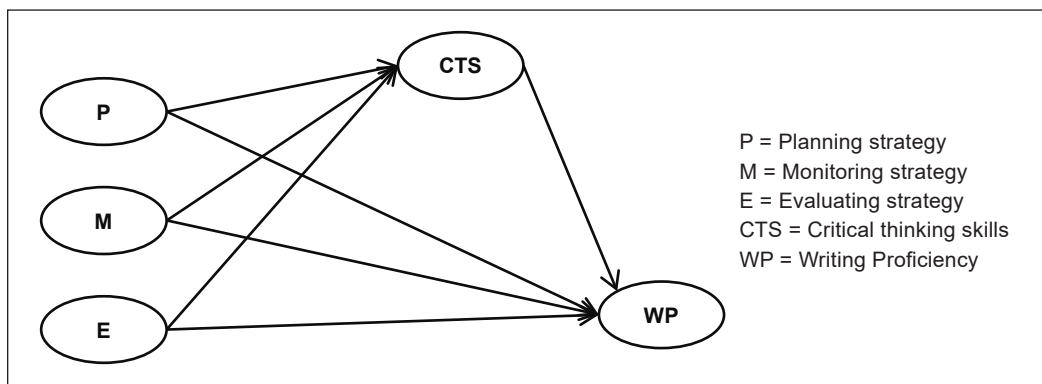 CTS
P
M
E
WP
P = Planning strategy
M = Monitoring strategy
E = Evaluating strategy
CTS = Critical thinking skills
WP = Writing Proficiency